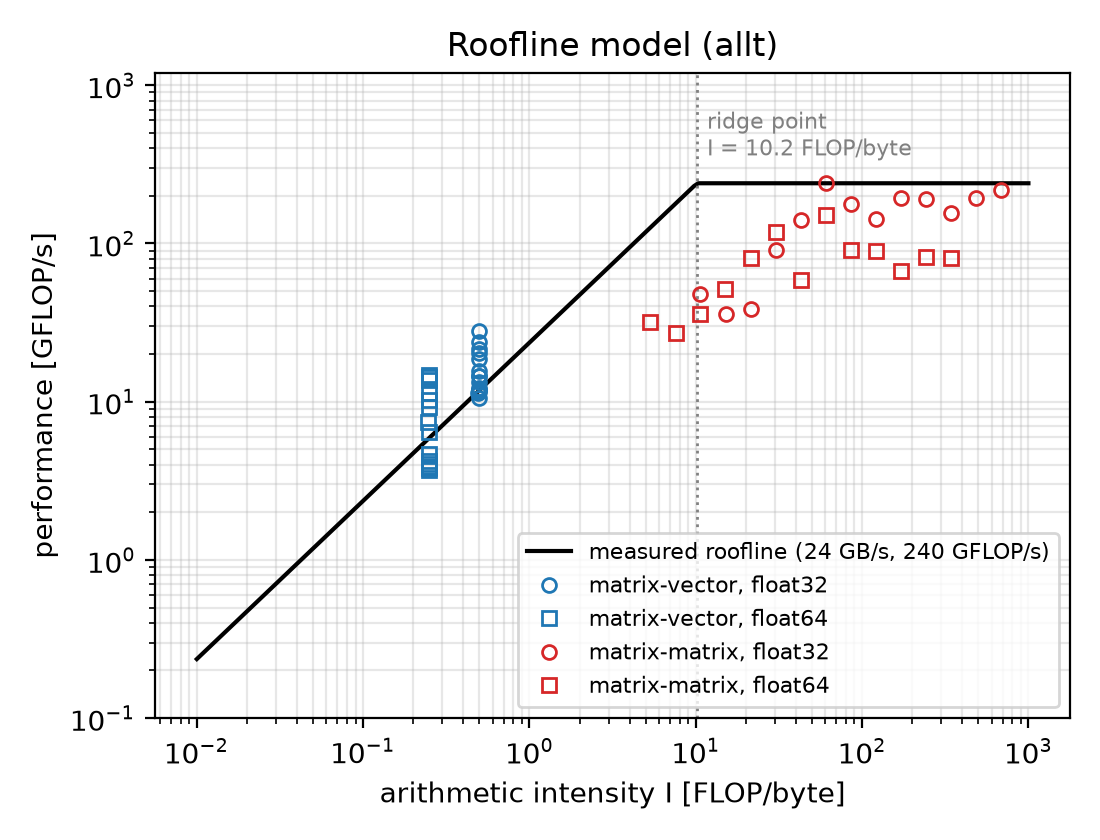 Roofline model (allt)
10³
10²
10¹
10⁰
10⁻¹
performance [GFLOP/s]
ridge point
I = 10.2 FLOP/byte
measured roofline (24 GB/s, 240 GFLOP/s)
matrix-vector, float32
matrix-vector, float64
matrix-matrix, float32
matrix-matrix, float64
10⁻² 10⁻¹ 10⁰ 10¹ 10² 10³
arithmetic intensity I [FLOP/byte]